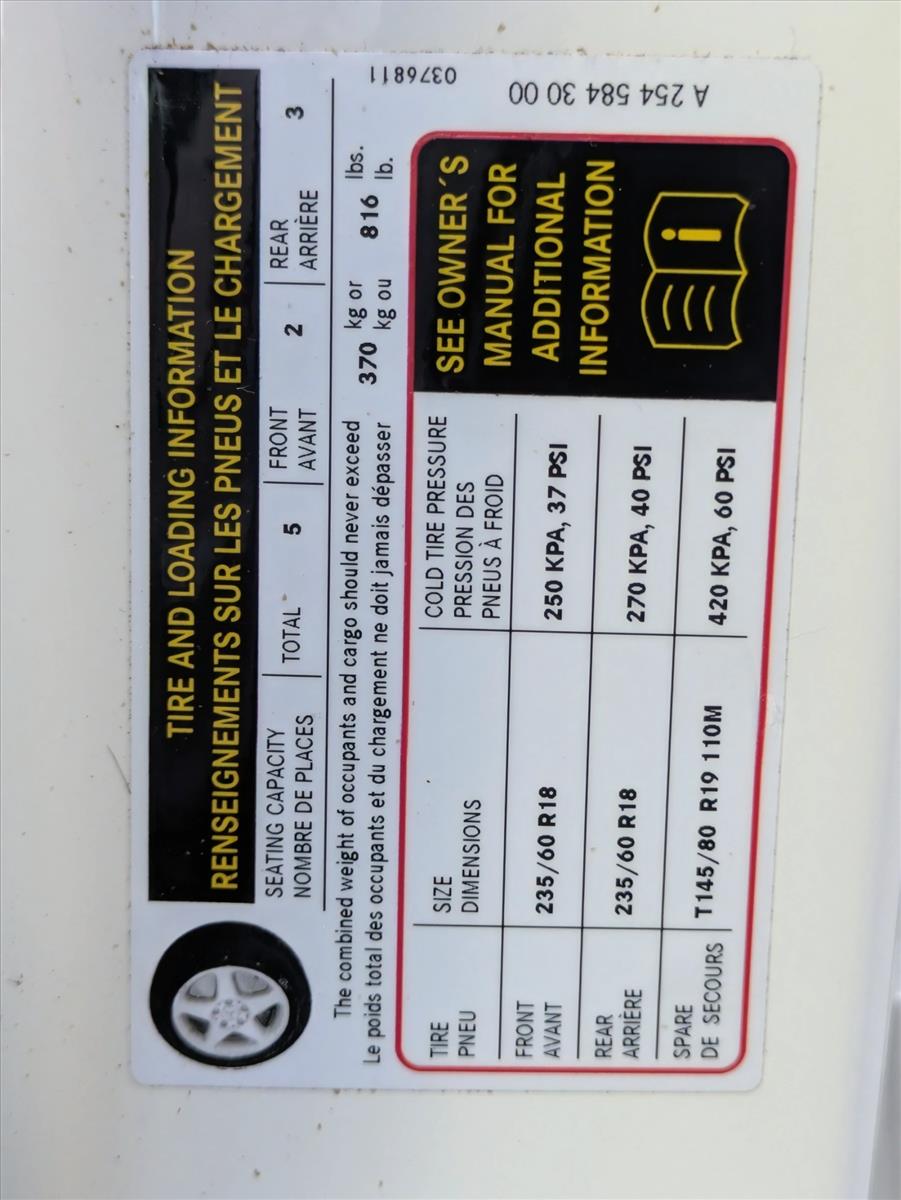 TIRE AND LOADING INFORMATION
RENSEIGNEMENTS SUR LES PNEUS ET LE CHARGEMENT
SEATING CAPACITY
NOMBRE DE PLACES
TOTAL 5
FRONT
AVANT
2
REAR
ARRIÈRE
3
The combined weight of occupants and cargo should never exceed 370 kg or 816 lbs.
Le poids total des occupants et du chargement ne doit jamais dépasser kg ou lb.
TIRE
PNEU
SIZE
DIMENSIONS
COLD TIRE PRESSURE
PRESSION DES
PNEUS À FROID
FRONT
AVANT
235/60 R18
250 KPA, 37 PSI
REAR
ARRIÈRE
235/60 R18
270 KPA, 40 PSI
SPARE
DE SECOURS
T145/80 R19 110M
420 KPA, 60 PSI
SEE OWNER´S
MANUAL FOR
ADDITIONAL
INFORMATION
i
0376811
A 254 584 30 00